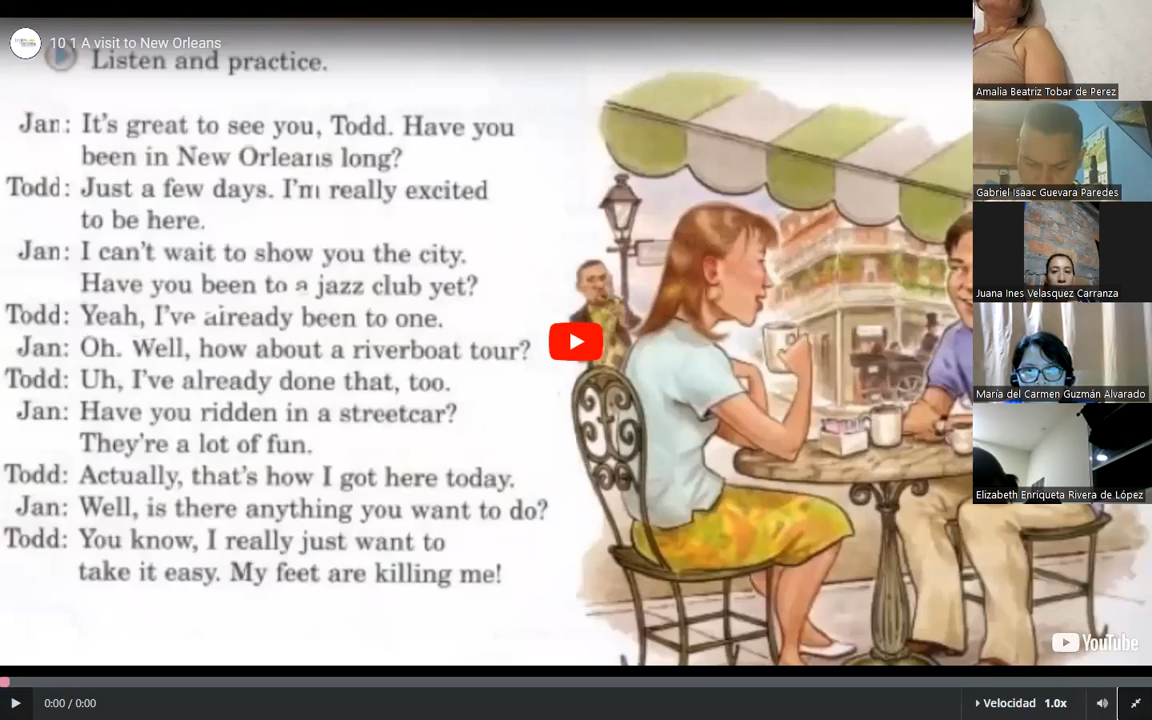 10 1 A visit to New Orleans
Listen and practice.
Jan: It's great to see you, Todd. Have you
been in New Orleans long?
Todd: Just a few days. I'm really excited
to be here.
Jan: I can't wait to show you the city.
Have you been to a jazz club yet?
Todd: Yeah, I've already been to one.
Jan: Oh. Well, how about a riverboat tour?
Todd: Uh, I've already done that, too.
Jan: Have you ridden in a streetcar?
They're a lot of fun.
Todd: Actually, that's how I got here today.
Jan: Well, is there anything you want to do?
Todd: You know, I really just want to
take it easy. My feet are killing me!
Amalia Beatriz Tobar de Perez
Gabriel Isaac Guevara Paredes
Juana Ines Velasquez Carranza
María del Carmen Guzmán Alvarado
Elizabeth Enriqueta Rivera de López
YouTube
0:00 / 0:00
Velocidad 1.0x